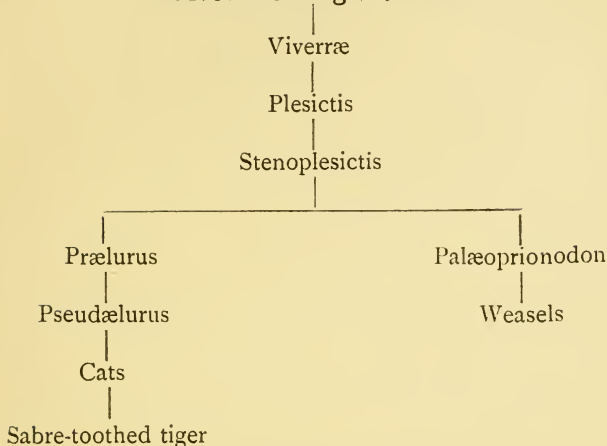 Viverræ
Plesictis
Stenoplesictis
Prælurus Palæoprionodon
Pseudælurus Weasels
Cats
Sabre-toothed tiger